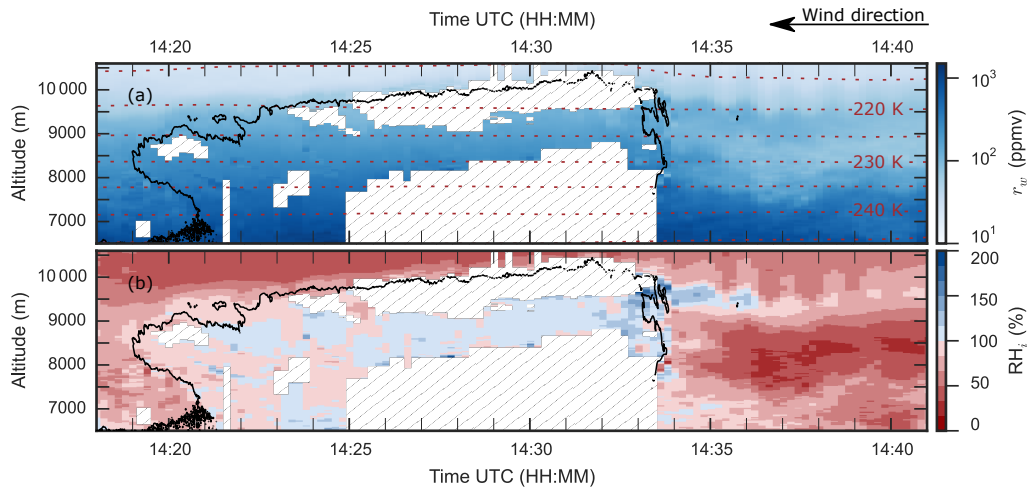 Time UTC (HH:MM)
Wind direction
14:20 14:25 14:30 14:35 14:40
(a)
10 000
9000
8000
7000
Altitude (m)
-220 K
-230 K
-240 K
10³
10²
10¹
r_w (ppmv)
(b)
10 000
9000
8000
7000
Altitude (m)
200
150
100
50
0
RH_i (%)
14:20 14:25 14:30 14:35 14:40
Time UTC (HH:MM)